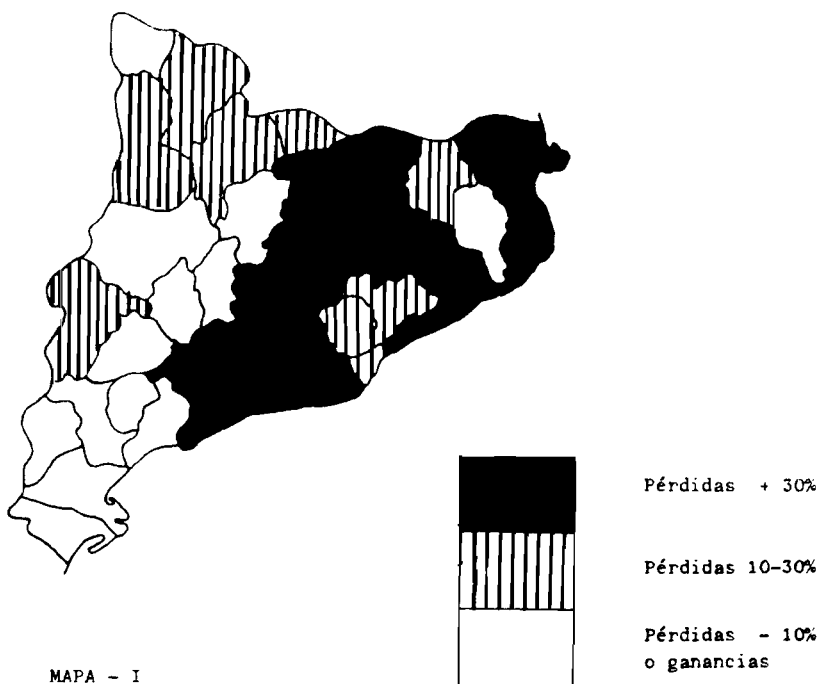 Pérdidas + 30%
Pérdidas 10-30%
Pérdidas - 10%
o ganancias
MAPA - I